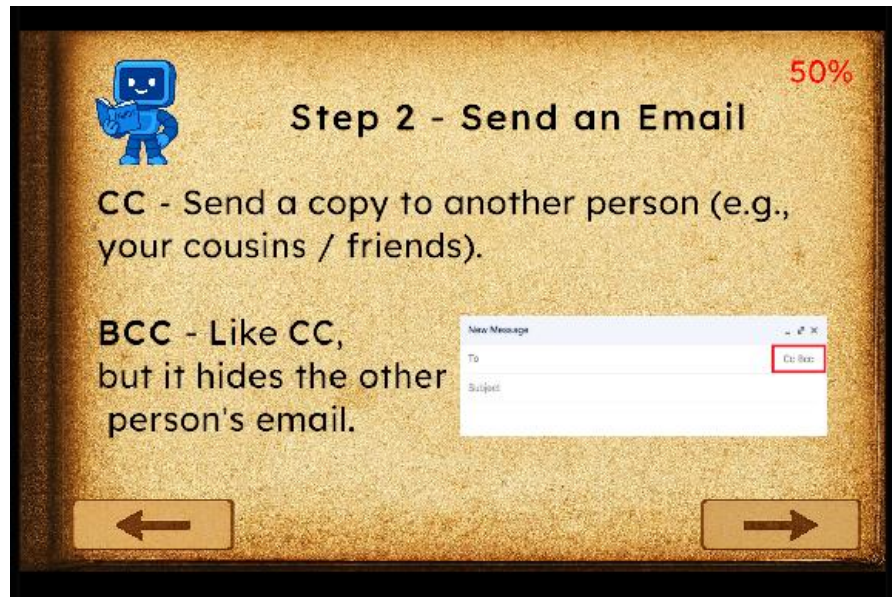 50%
Step 2 - Send an Email
CC - Send a copy to another person (e.g.,
your cousins / friends).
BCC - Like CC,
but it hides the other
person's email.
New Message
To
Cc Bcc
Subject